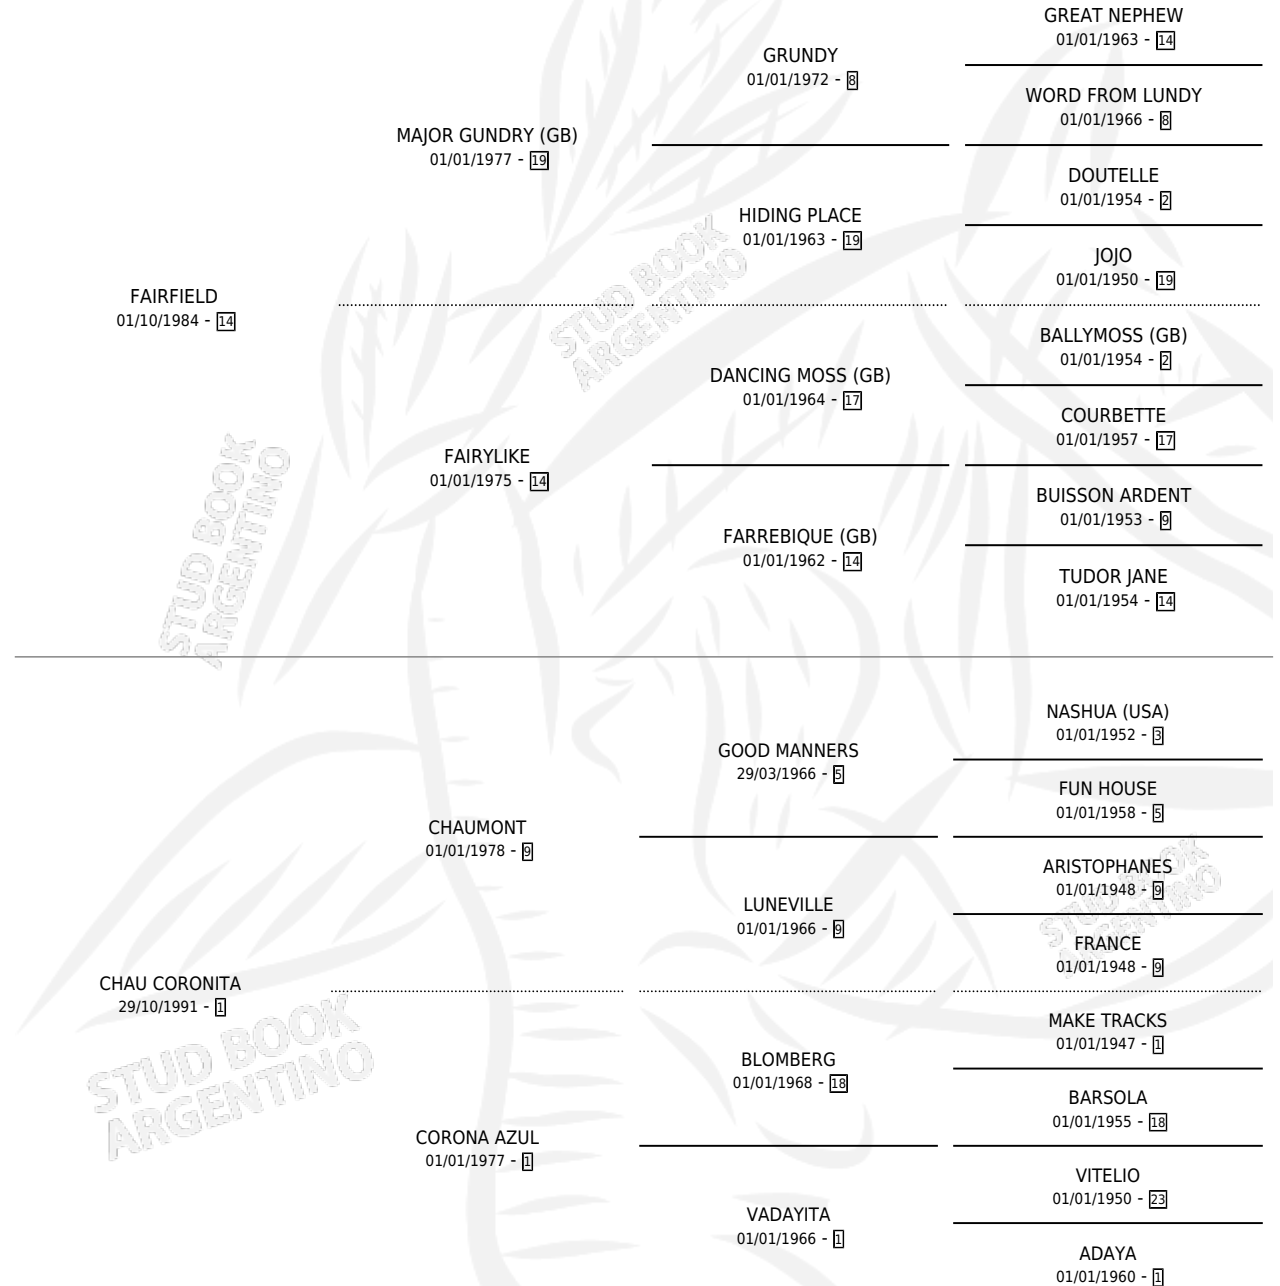 GREAT NEPHEW
01/01/1963 - 14
GRUNDY
01/01/1972 - 8
WORD FROM LUNDY
01/01/1966 - 8
MAJOR GUNDRY (GB)
01/01/1977 - 19
DOUTELLE
01/01/1954 - 2
HIDING PLACE
01/01/1963 - 19
JOJO
01/01/1950 - 19
FAIRFIELD
01/10/1984 - 14
BALLYMOSS (GB)
01/01/1954 - 2
DANCING MOSS (GB)
01/01/1964 - 17
COURBETTE
01/01/1957 - 17
FAIRYLIKE
01/01/1975 - 14
BUISSON ARDENT
01/01/1953 - 9
FARREBIQUE (GB)
01/01/1962 - 14
TUDOR JANE
01/01/1954 - 14
NASHUA (USA)
01/01/1952 - 3
GOOD MANNERS
29/03/1966 - 5
FUN HOUSE
01/01/1958 - 5
CHAUMONT
01/01/1978 - 9
ARISTOPHANES
01/01/1948 - 9
LUNEVILLE
01/01/1966 - 9
FRANCE
01/01/1948 - 9
CHAU CORONITA
29/10/1991 - 1
MAKE TRACKS
01/01/1947 - 1
BLOMBERG
01/01/1968 - 18
BARSOLA
01/01/1955 - 18
CORONA AZUL
01/01/1977 - 1
VITELIO
01/01/1950 - 23
VADAYITA
01/01/1966 - 1
ADAYA
01/01/1960 - 1
STUD BOOK
ARGENTINO
STUD BOOK
ARGENTINO
STUD BOOK
ARGENTINO
STUD BOOK
ARGENTINO